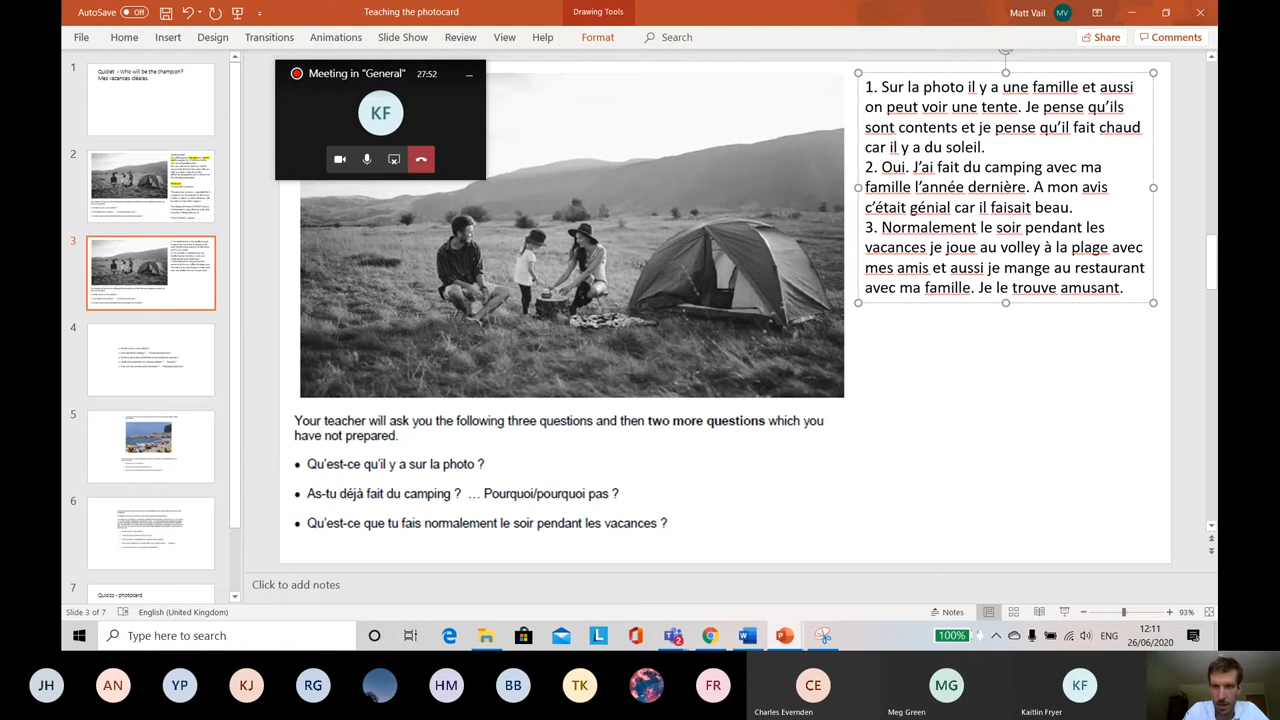 AutoSave Off
Teaching the photocard
Drawing Tools
Matt Vail MV
File Home Insert Design Transitions Animations Slide Show Review View Help Format Search
Share Comments
Meeting in "General" 27:52
KF
1
Quizlet - Who will be the champion?
Mes vacances idéales.
2
3
4
5
6
7
Quizizz - photocard
1. Sur la photo il y a une famille et aussi
on peut voir une tente. Je pense qu'ils
sont contents et je pense qu'il fait chaud
car il y a du soleil.
2. Oui. J'ai fait du camping avec ma
famille l'année dernière. A mon avis
c'était génial car il faisait beau.
3. Normalement le soir pendant les
vacances je joue au volley à la plage avec
mes amis et aussi je mange au restaurant
avec ma famille. Je le trouve amusant.
Your teacher will ask you the following three questions and then two more questions which you
have not prepared.
• Qu'est-ce qu'il y a sur la photo ?
• As-tu déjà fait du camping ? … Pourquoi/pourquoi pas ?
• Qu'est-ce que tu fais normalement le soir pendant les vacances ?
Click to add notes
Slide 3 of 7 English (United Kingdom)
Notes
93%
Type here to search
100%
ENG
12:11
26/06/2020
JH AN YP KJ RG HM BB TK FR CE MG KF
Charles Evernden Meg Green Kaitlin Fryer